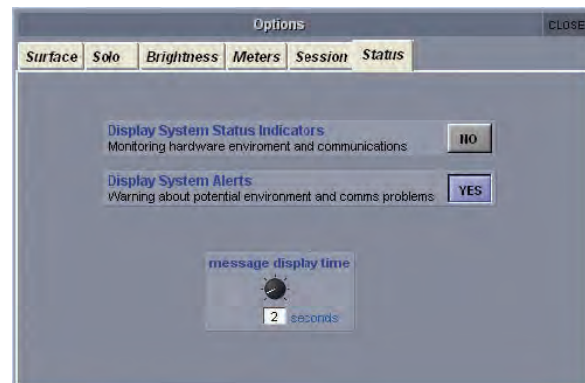 Options
CLOSE
Surface Solo Brightness Meters Session Status
Display System Status Indicators
Monitoring hardware enviroment and communications
NO
Display System Alerts
Warning about potential environment and comms problems
YES
message display time
2 seconds